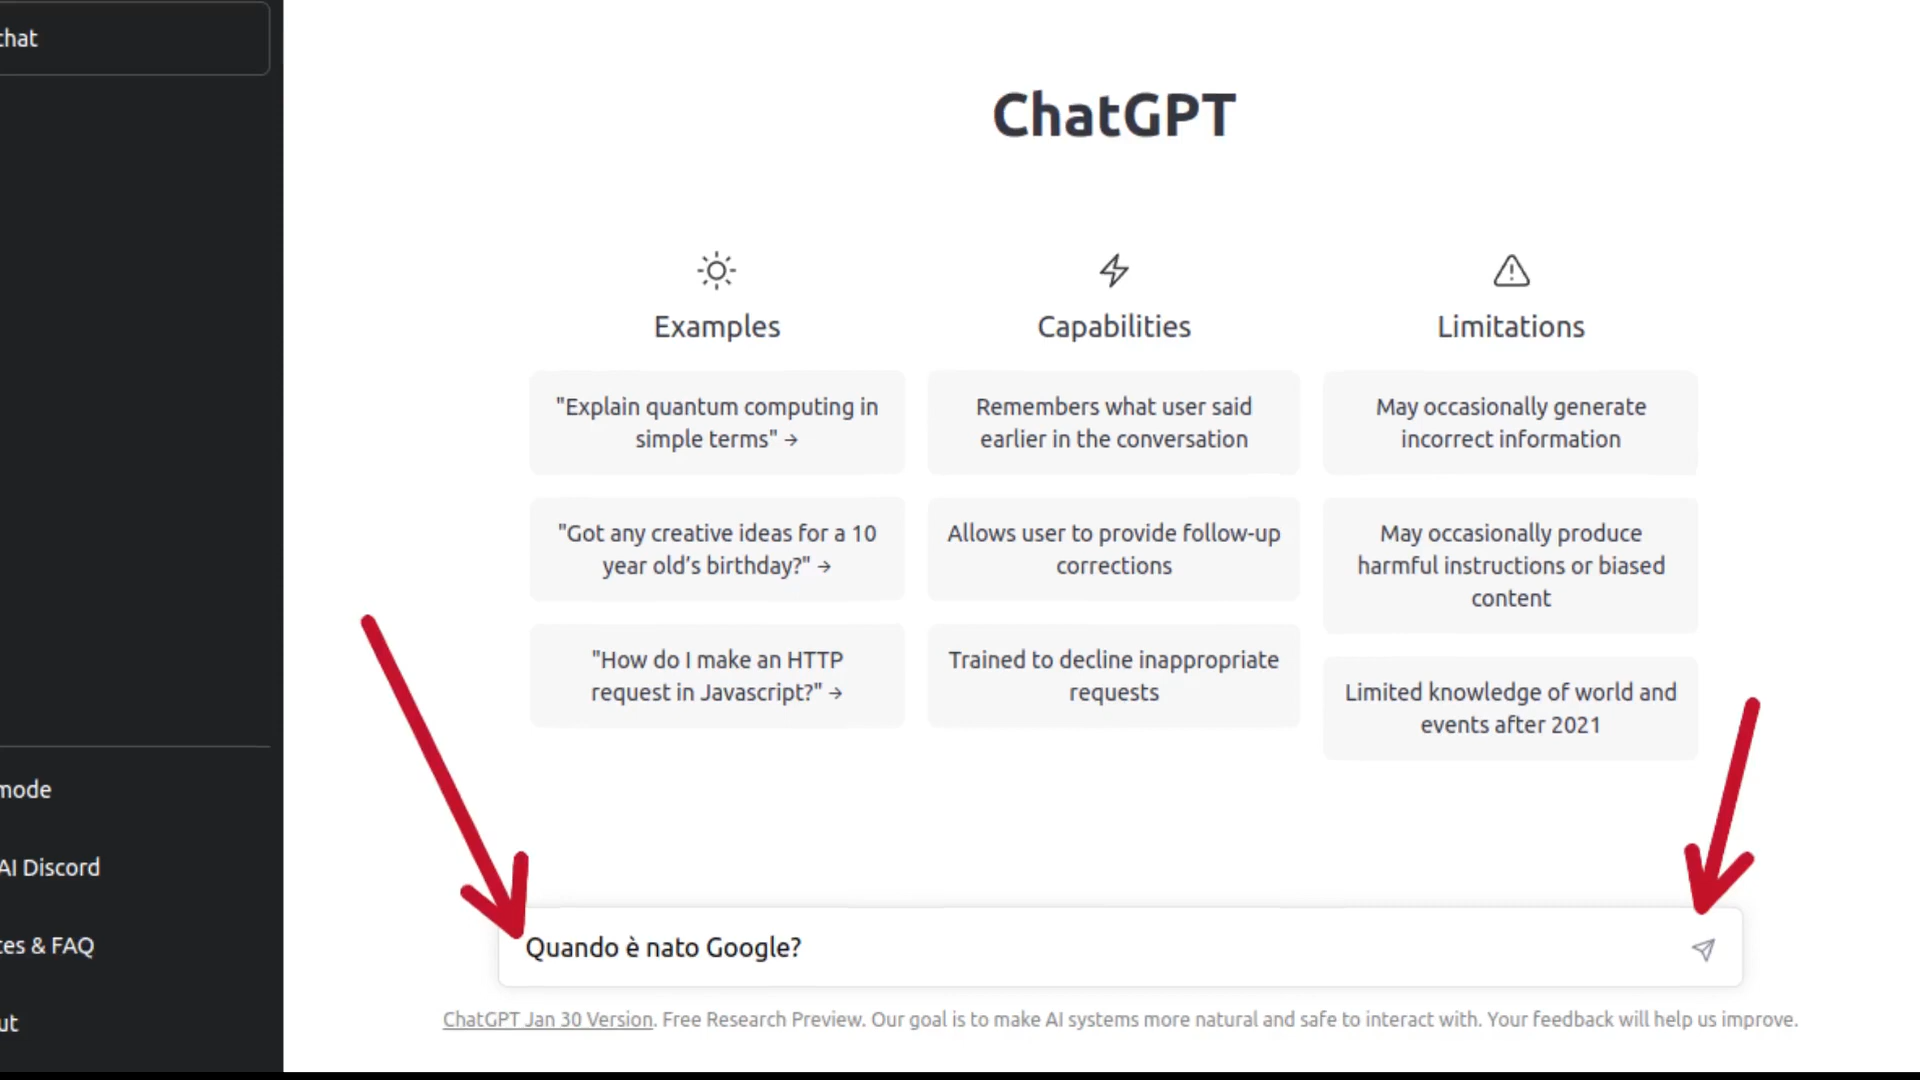 chat
mode
AI Discord
& FAQ
ChatGPT
Examples
"Explain quantum computing in
simple terms" →
"Got any creative ideas for a 10
year old's birthday?" →
"How do I make an HTTP
request in Javascript?" →
Capabilities
Remembers what user said
earlier in the conversation
Allows user to provide follow-up
corrections
Trained to decline inappropriate
requests
Limitations
May occasionally generate
incorrect information
May occasionally produce
harmful instructions or biased
content
Limited knowledge of world and
events after 2021
Quando è nato Google?
ChatGPT Jan 30 Version. Free Research Preview. Our goal is to make AI systems more natural and safe to interact with. Your feedback will help us improve.